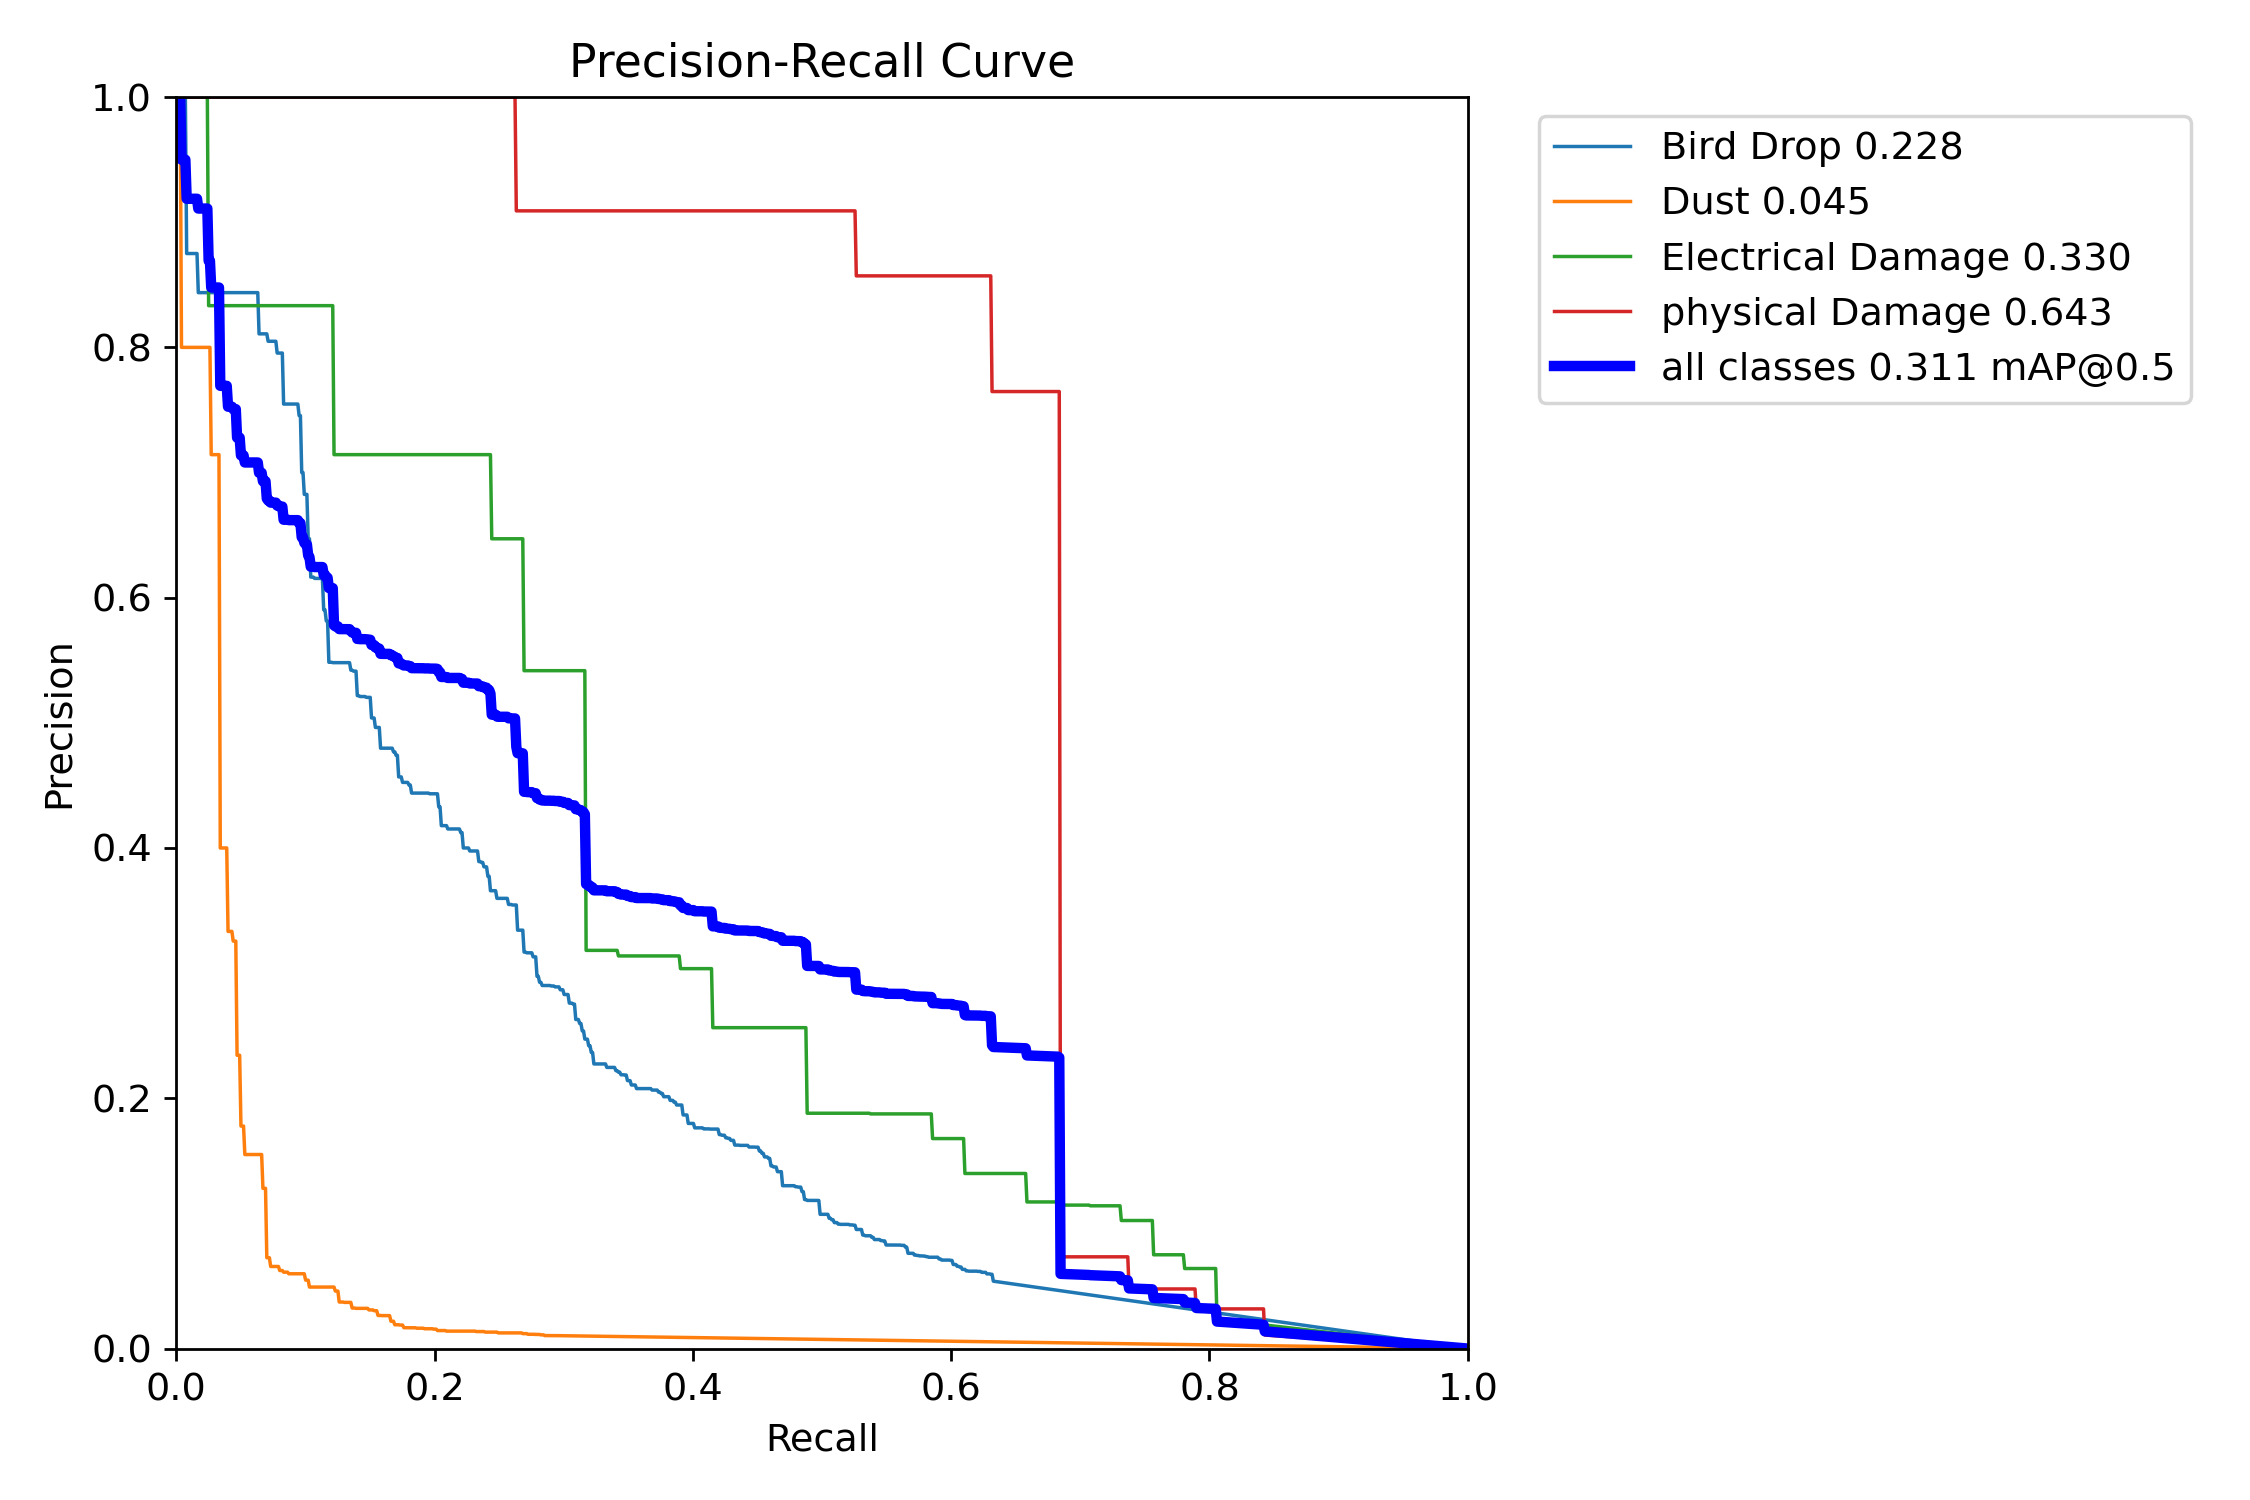 Precision-Recall Curve
1.0
0.8
0.6
0.4
0.2
0.0
Precision
0.0 0.2 0.4 0.6 0.8 1.0
Recall
Bird Drop 0.228
Dust 0.045
Electrical Damage 0.330
physical Damage 0.643
all classes 0.311 mAP@0.5